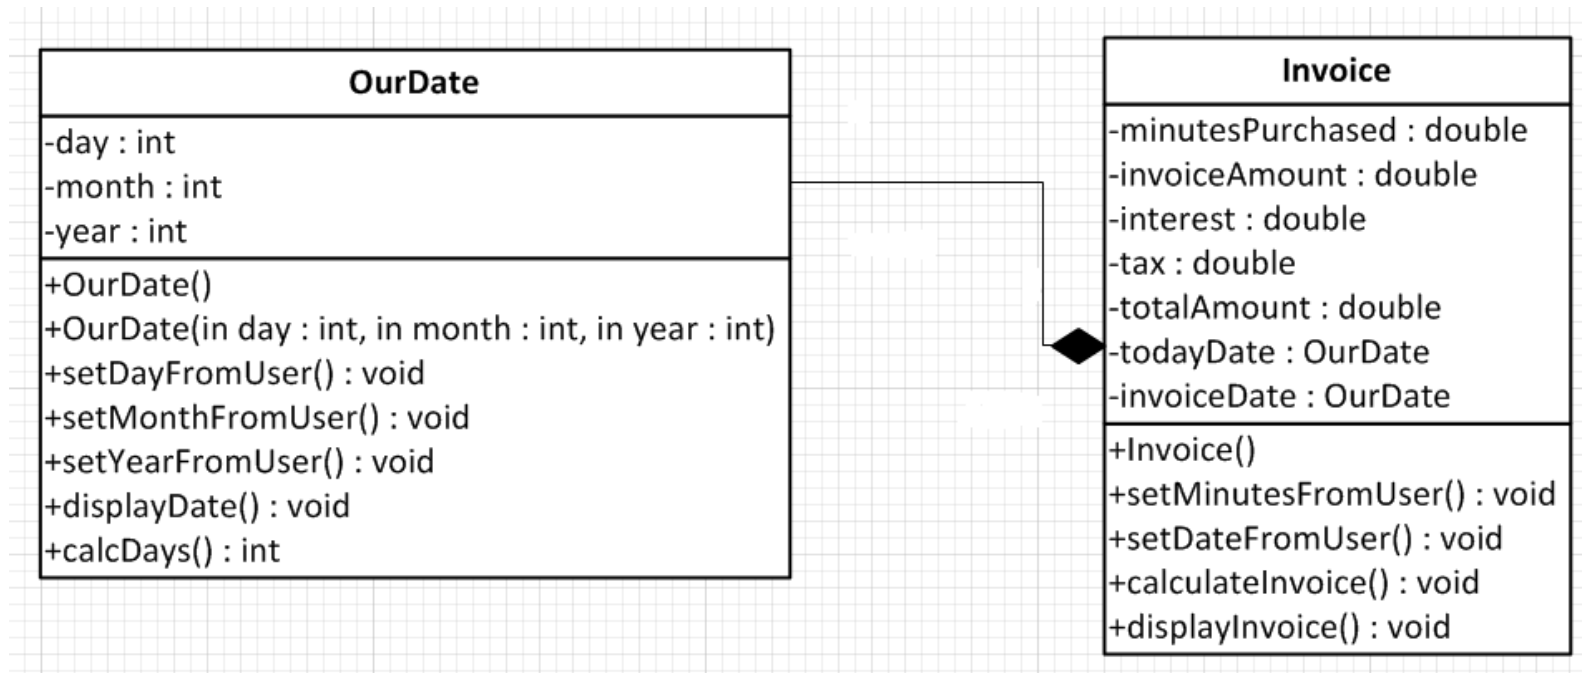 OurDate
-day : int
-month : int
-year : int
+OurDate()
+OurDate(in day : int, in month : int, in year : int)
+setDayFromUser() : void
+setMonthFromUser() : void
+setYearFromUser() : void
+displayDate() : void
+calcDays() : int
Invoice
-minutesPurchased : double
-invoiceAmount : double
-interest : double
-tax : double
-totalAmount : double
-todayDate : OurDate
-invoiceDate : OurDate
+Invoice()
+setMinutesFromUser() : void
+setDateFromUser() : void
+calculateInvoice() : void
+displayInvoice() : void